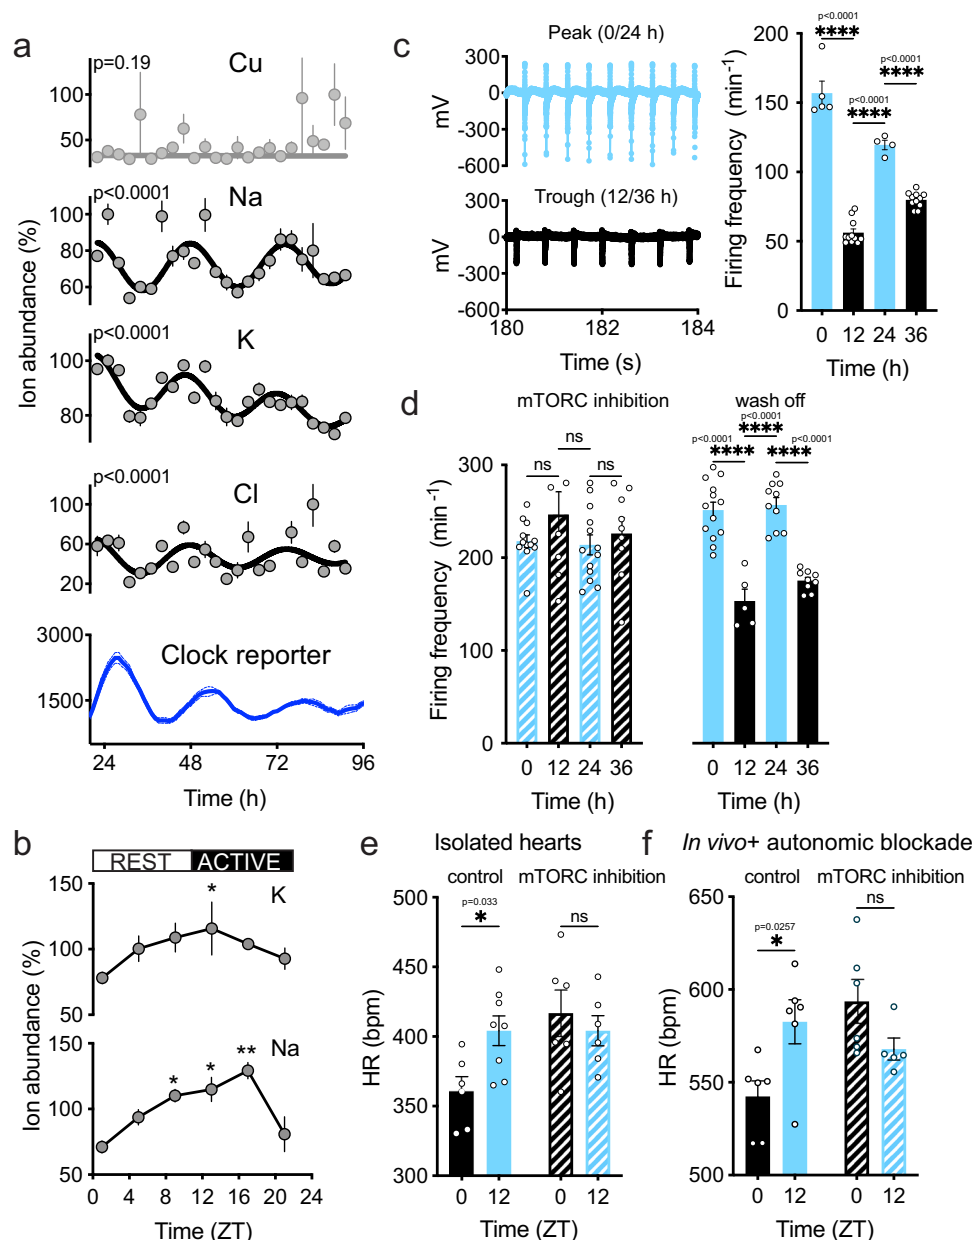 a
p=0.19
Cu
100
50
p<0.0001
Na
100
80
60
p<0.0001
K
100
80
p<0.0001
Cl
100
60
20
Ion abundance (%)
3000
1500
Clock reporter
24 48 72 96
Time (h)
b
REST ACTIVE
150
100
50
K
*
150
100
50
Na
* * **
Ion abundance (%)
0 4 8 13 17 21 24
Time (ZT)
c
Peak (0/24 h)
300
0
-300
-600
mV
Trough (12/36 h)
300
0
-300
-600
mV
180 182 184
Time (s)
p<0.0001
****
p<0.0001
****
p<0.0001
****
200
150
100
50
0
Firing frequency (min-1)
0 12 24 36
Time (h)
d
mTORC inhibition
ns
ns ns
300
200
100
0
Firing frequency (min -1)
0 12 24 36
Time (h)
wash off
p<0.0001
****
p<0.0001 p<0.0001
**** ****
0 12 24 36
Time (h)
e Isolated hearts
control mTORC inhibition
p=0.033
* ns
450
400
350
300
HR (bpm)
0 12 0 12
Time (ZT)
f In vivo+ autonomic blockade
control mTORC inhibition
p=0.0257
* ns
650
600
550
500
HR (bpm)
0 12 0 12
Time (ZT)